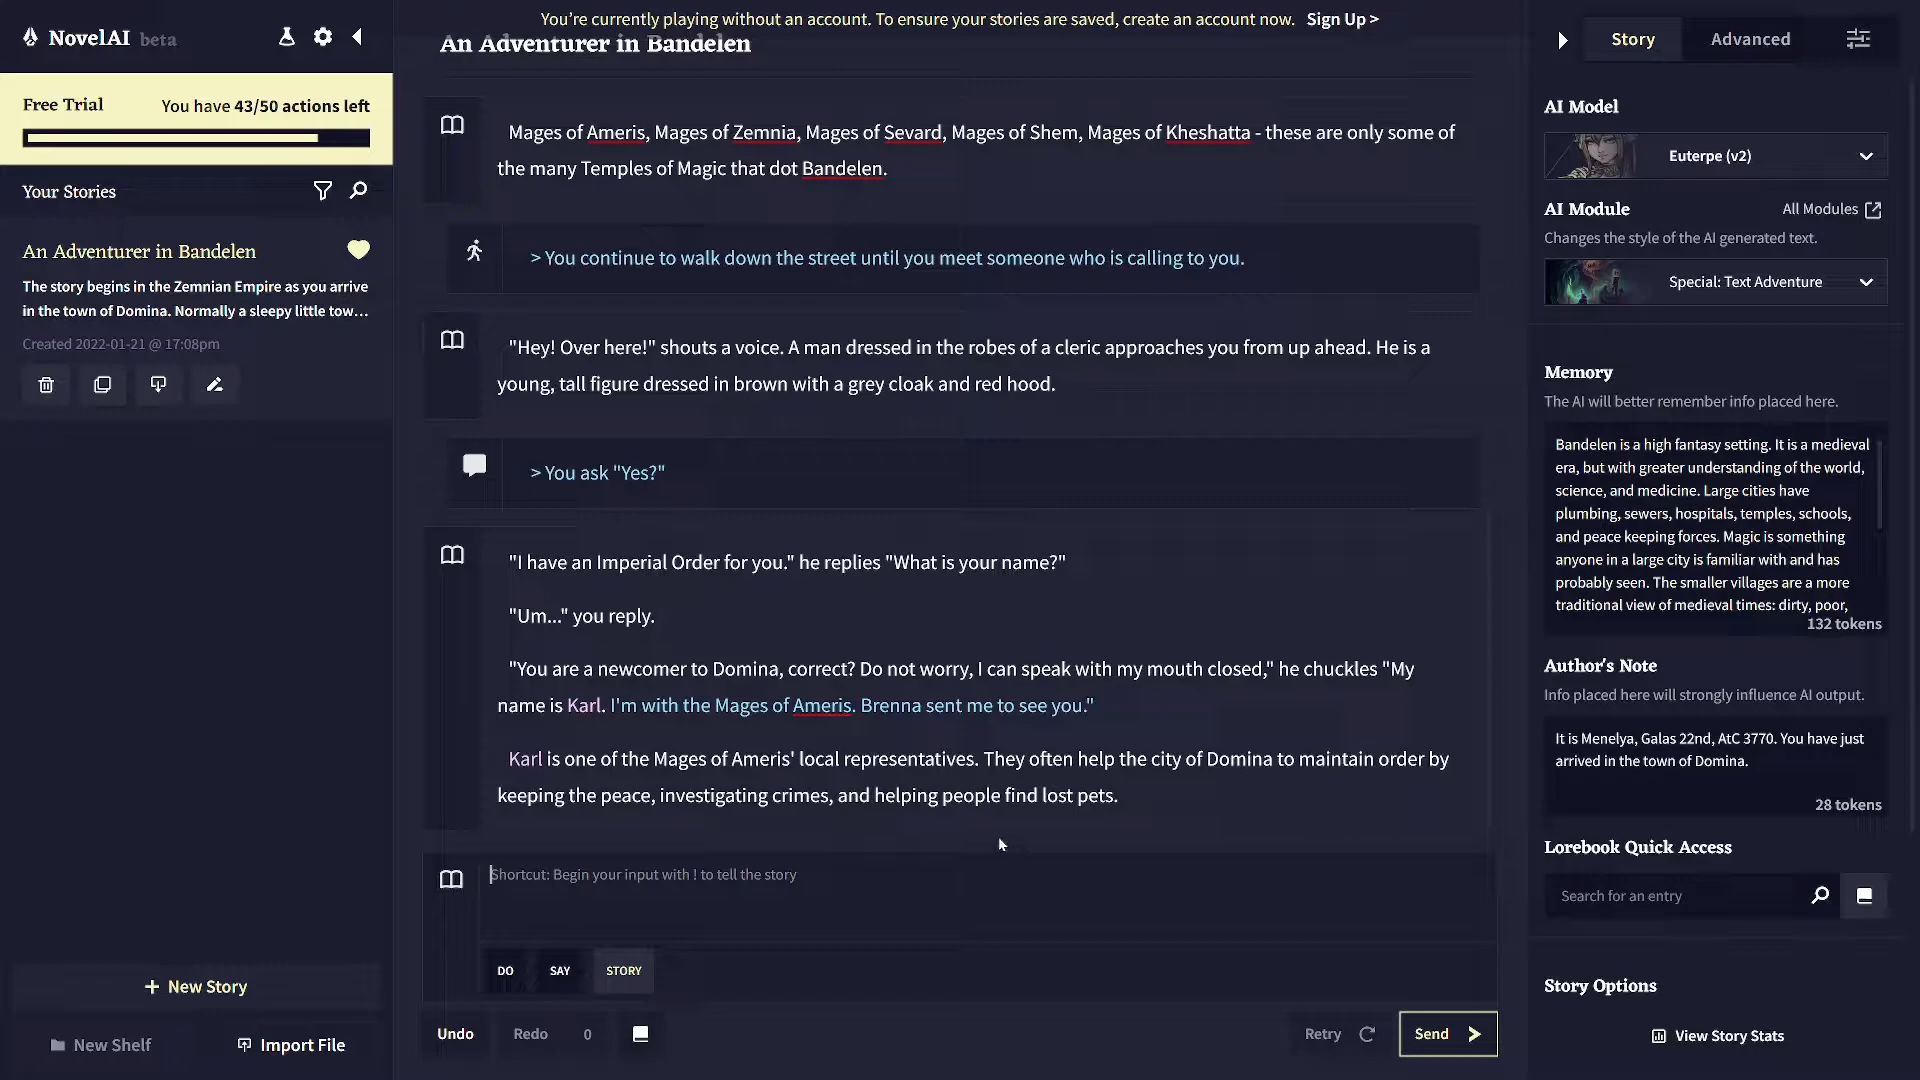 You're currently playing without an account. To ensure your stories are saved, create an account now. Sign Up >
NovelAI beta
Free Trial
You have 43/50 actions left
Your Stories
An Adventurer in Bandelen
The story begins in the Zemnian Empire as you arrive
in the town of Domina. Normally a sleepy little tow...
Created 2022-01-21 @ 17:08pm
+ New Story
New Shelf
Import File
An Adventurer in Bandelen
Mages of Ameris, Mages of Zemnia, Mages of Sevard, Mages of Shem, Mages of Kheshatta - these are only some of
the many Temples of Magic that dot Bandelen.
> You continue to walk down the street until you meet someone who is calling to you.
"Hey! Over here!" shouts a voice. A man dressed in the robes of a cleric approaches you from up ahead. He is a
young, tall figure dressed in brown with a grey cloak and red hood.
> You ask "Yes?"
"I have an Imperial Order for you." he replies "What is your name?"
"Um..." you reply.
"You are a newcomer to Domina, correct? Do not worry, I can speak with my mouth closed," he chuckles "My
name is Karl. I'm with the Mages of Ameris. Brenna sent me to see you."
Karl is one of the Mages of Ameris' local representatives. They often help the city of Domina to maintain order by
keeping the peace, investigating crimes, and helping people find lost pets.
Shortcut: Begin your input with ! to tell the story
DO
SAY
STORY
Undo
Redo
0
Retry
Send
Story
Advanced
AI Model
Euterpe (v2)
AI Module
All Modules
Changes the style of the AI generated text.
Special: Text Adventure
Memory
The AI will better remember info placed here.
Bandelen is a high fantasy setting. It is a medieval
era, but with greater understanding of the world,
science, and medicine. Large cities have
plumbing, sewers, hospitals, temples, schools,
and peace keeping forces. Magic is something
anyone in a large city is familiar with and has
probably seen. The smaller villages are a more
traditional view of medieval times: dirty, poor,
132 tokens
Author's Note
Info placed here will strongly influence AI output.
It is Menelya, Galas 22nd, AtC 3770. You have just
arrived in the town of Domina.
28 tokens
Lorebook Quick Access
Search for an entry
Story Options
View Story Stats